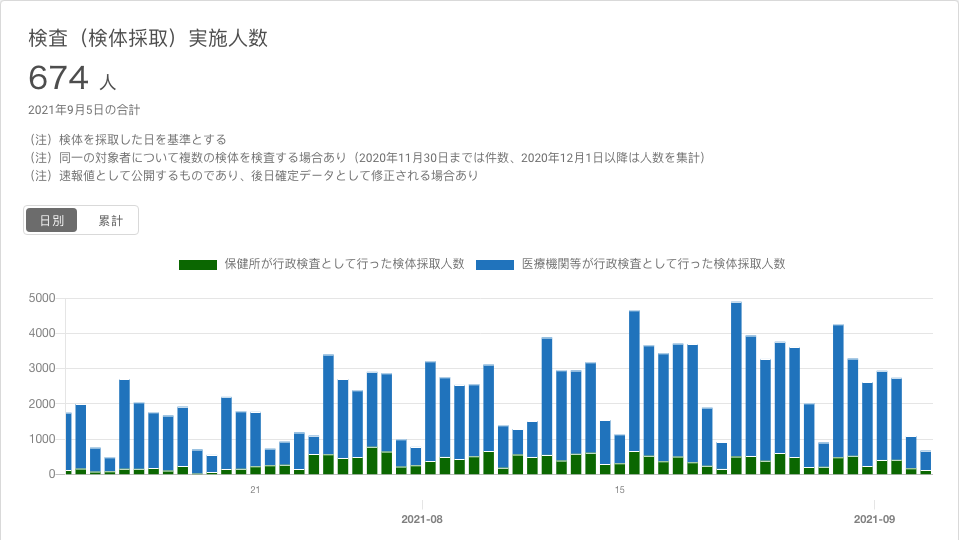 検査（検体採取）実施人数
674 人
2021年9月5日の合計
（注）検体を採取した日を基準とする
（注）同一の対象者について複数の検体を検査する場合あり（2020年11月30日までは件数、2020年12月1日以降は人数を集計）
（注）速報値として公開するものであり、後日確定データとして修正される場合あり
日別 累計
保健所が行政検査として行った検体採取人数 医療機関等が行政検査として行った検体採取人数
5000
4000
3000
2000
1000
0
21 15
2021-08 2021-09